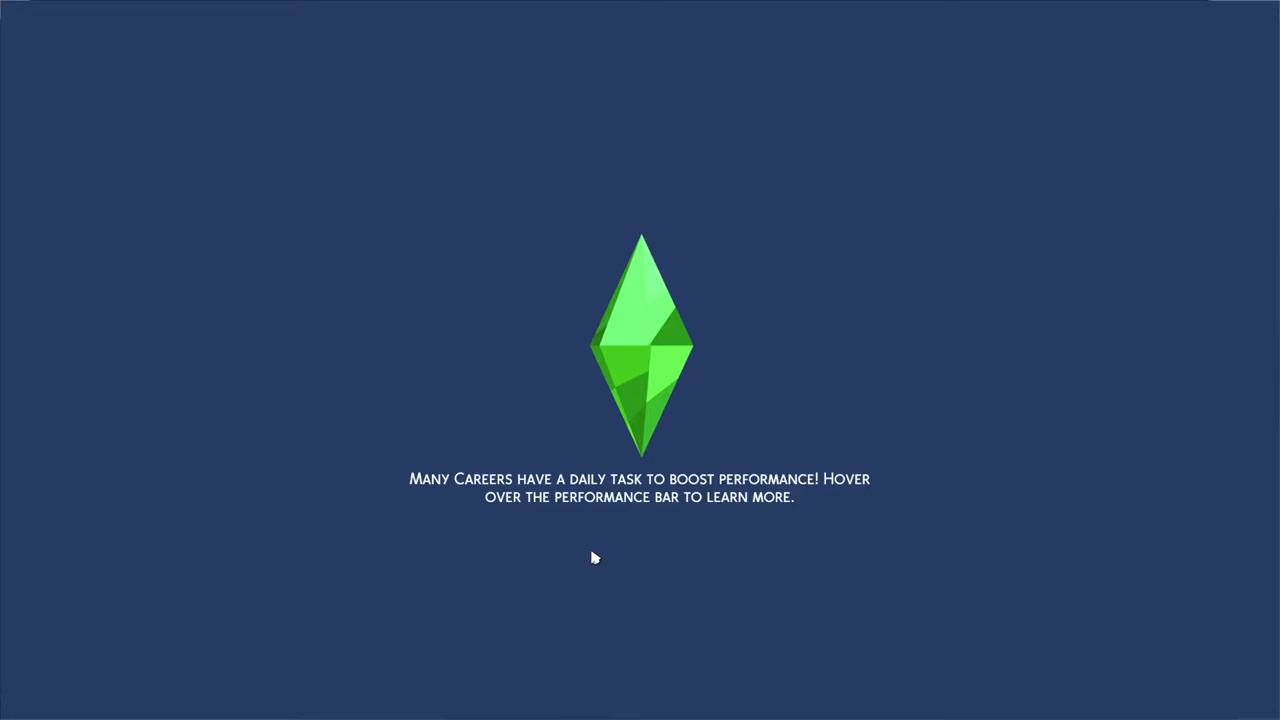 Many Careers have a daily task to boost performance! Hover
over the performance bar to learn more.